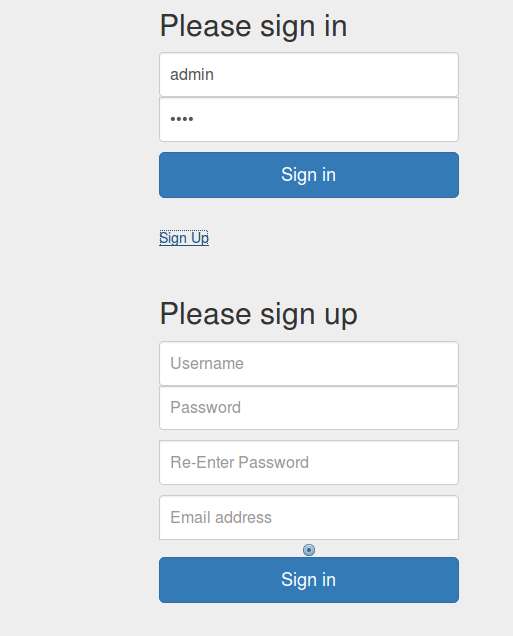 Please sign in
admin
••••
Sign in
Sign Up
Please sign up
Username
Password
Re-Enter Password
Email address
Sign in